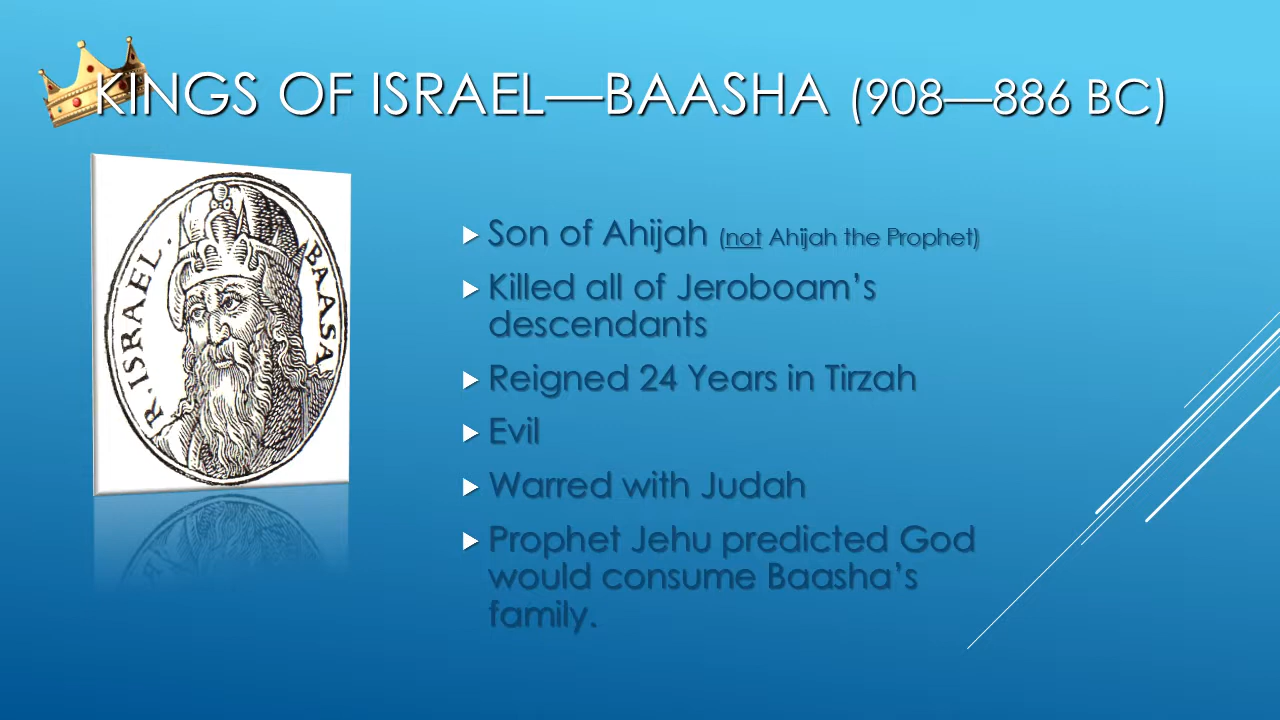 KINGS OF ISRAEL—BAASHA (908—886 BC)
R. ISRAEL. BAASA
Son of Ahijah (not Ahijah the Prophet)
Killed all of Jeroboam’s
descendants
Reigned 24 Years in Tirzah
Evil
Warred with Judah
Prophet Jehu predicted God
would consume Baasha’s
family.